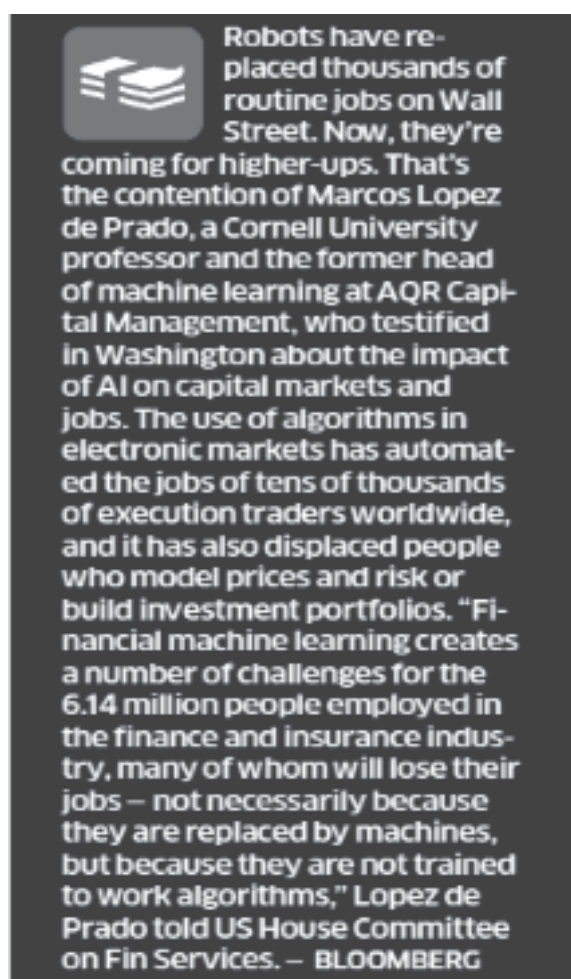 Robots have re-
placed thousands of
routine jobs on Wall
Street. Now, they're
coming for higher-ups. That's
the contention of Marcos Lopez
de Prado, a Cornell University
professor and the former head
of machine learning at AQR Capi-
tal Management, who testified
in Washington about the impact
of AI on capital markets and
jobs. The use of algorithms in
electronic markets has automat-
ed the jobs of tens of thousands
of execution traders worldwide,
and it has also displaced people
who model prices and risk or
build investment portfolios. “Fi-
nancial machine learning creates
a number of challenges for the
6.14 million people employed in
the finance and insurance indus-
try, many of whom will lose their
jobs — not necessarily because
they are replaced by machines,
but because they are not trained
to work algorithms,” Lopez de
Prado told US House Committee
on Fin Services. — BLOOMBERG